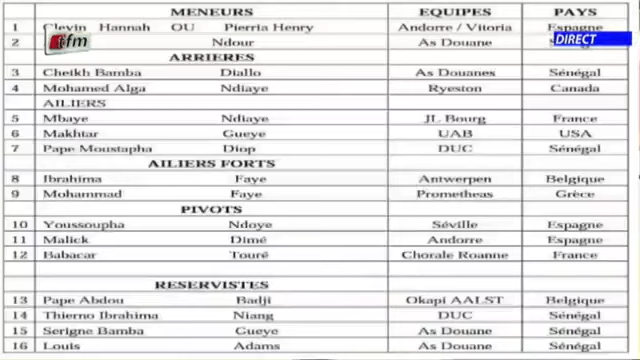 MENEURS EQUIPES PAYS
1 Clevin Hannah OU Pierria Henry Andorre / Vitoria Espagne
tfm DIRECT
2 Ndour As Douane
ARRIERES
3 Cheikh Bamba Diallo As Douanes Sénégal
4 Mohamed Alga Ndiaye Ryeston Canada
AILIERS
5 Mbaye Ndiaye JL Bourg France
6 Makhtar Gueye UAB USA
7 Pape Moustapha Diop DUC Sénégal
AILIERS FORTS
8 Ibrahima Faye Antwerpen Belgique
9 Mohammad Faye Prometheas Grèce
PIVOTS
10 Youssoupha Ndoye Séville Espagne
11 Malick Dimé Andorre Espagne
12 Babacar Touré Chorale Roanne France
RESERVISTES
13 Pape Abdou Badji Okapi AALST Belgique
14 Thierno Ibrahima Niang DUC Sénégal
15 Serigne Bamba Gueye As Douane Sénégal
16 Louis Adams As Douane Sénégal